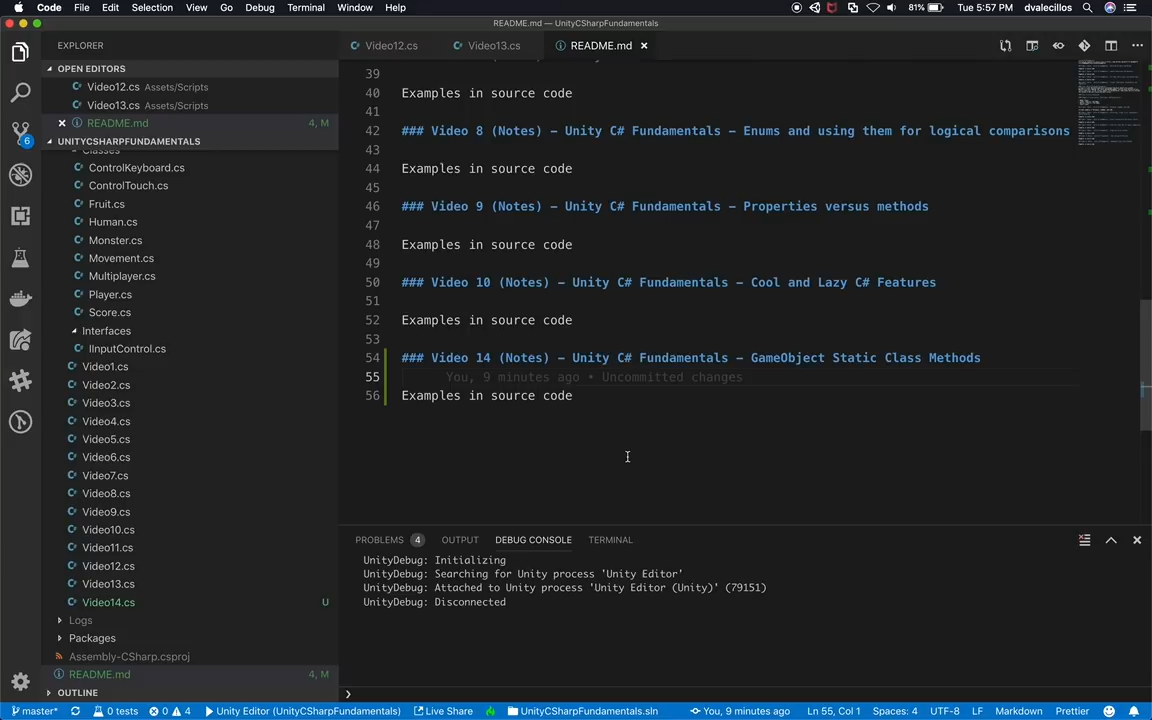 Code File Edit Selection View Go Debug Terminal Window Help 81% Tue 5:57 PM dvalecillos
README.md — UnityCSharpFundamentals
EXPLORER
Video12.cs Video13.cs README.md
OPEN EDITORS
Video12.cs Assets/Scripts
Video13.cs Assets/Scripts
README.md 4, M
UNITYCSHARPFUNDAMENTALS
6
Classes
ControlKeyboard.cs
ControlTouch.cs
Fruit.cs
Human.cs
Monster.cs
Movement.cs
Multiplayer.cs
Player.cs
Score.cs
Interfaces
IInputControl.cs
Video1.cs
Video2.cs
Video3.cs
Video4.cs
Video5.cs
Video6.cs
Video7.cs
Video8.cs
Video9.cs
Video10.cs
Video11.cs
Video12.cs
Video13.cs
Video14.cs U
Logs
Packages
Assembly-CSharp.csproj
README.md 4, M
OUTLINE
39
40 Examples in source code
41
42 ### Video 8 (Notes) – Unity C# Fundamentals – Enums and using them for logical comparisons
43
44 Examples in source code
45
46 ### Video 9 (Notes) – Unity C# Fundamentals – Properties versus methods
47
48 Examples in source code
49
50 ### Video 10 (Notes) – Unity C# Fundamentals – Cool and Lazy C# Features
51
52 Examples in source code
53
54 ### Video 14 (Notes) – Unity C# Fundamentals – GameObject Static Class Methods
55 You, 9 minutes ago • Uncommitted changes
56 Examples in source code
PROBLEMS 4 OUTPUT DEBUG CONSOLE TERMINAL
UnityDebug: Initializing
UnityDebug: Searching for Unity process 'Unity Editor'
UnityDebug: Attached to Unity process 'Unity Editor (Unity)' (79151)
UnityDebug: Disconnected
master* 0 tests 0 4 Unity Editor (UnityCSharpFundamentals) Live Share UnityCSharpFundamentals.sln You, 9 minutes ago Ln 55, Col 1 Spaces: 4 UTF-8 LF Markdown Prettier